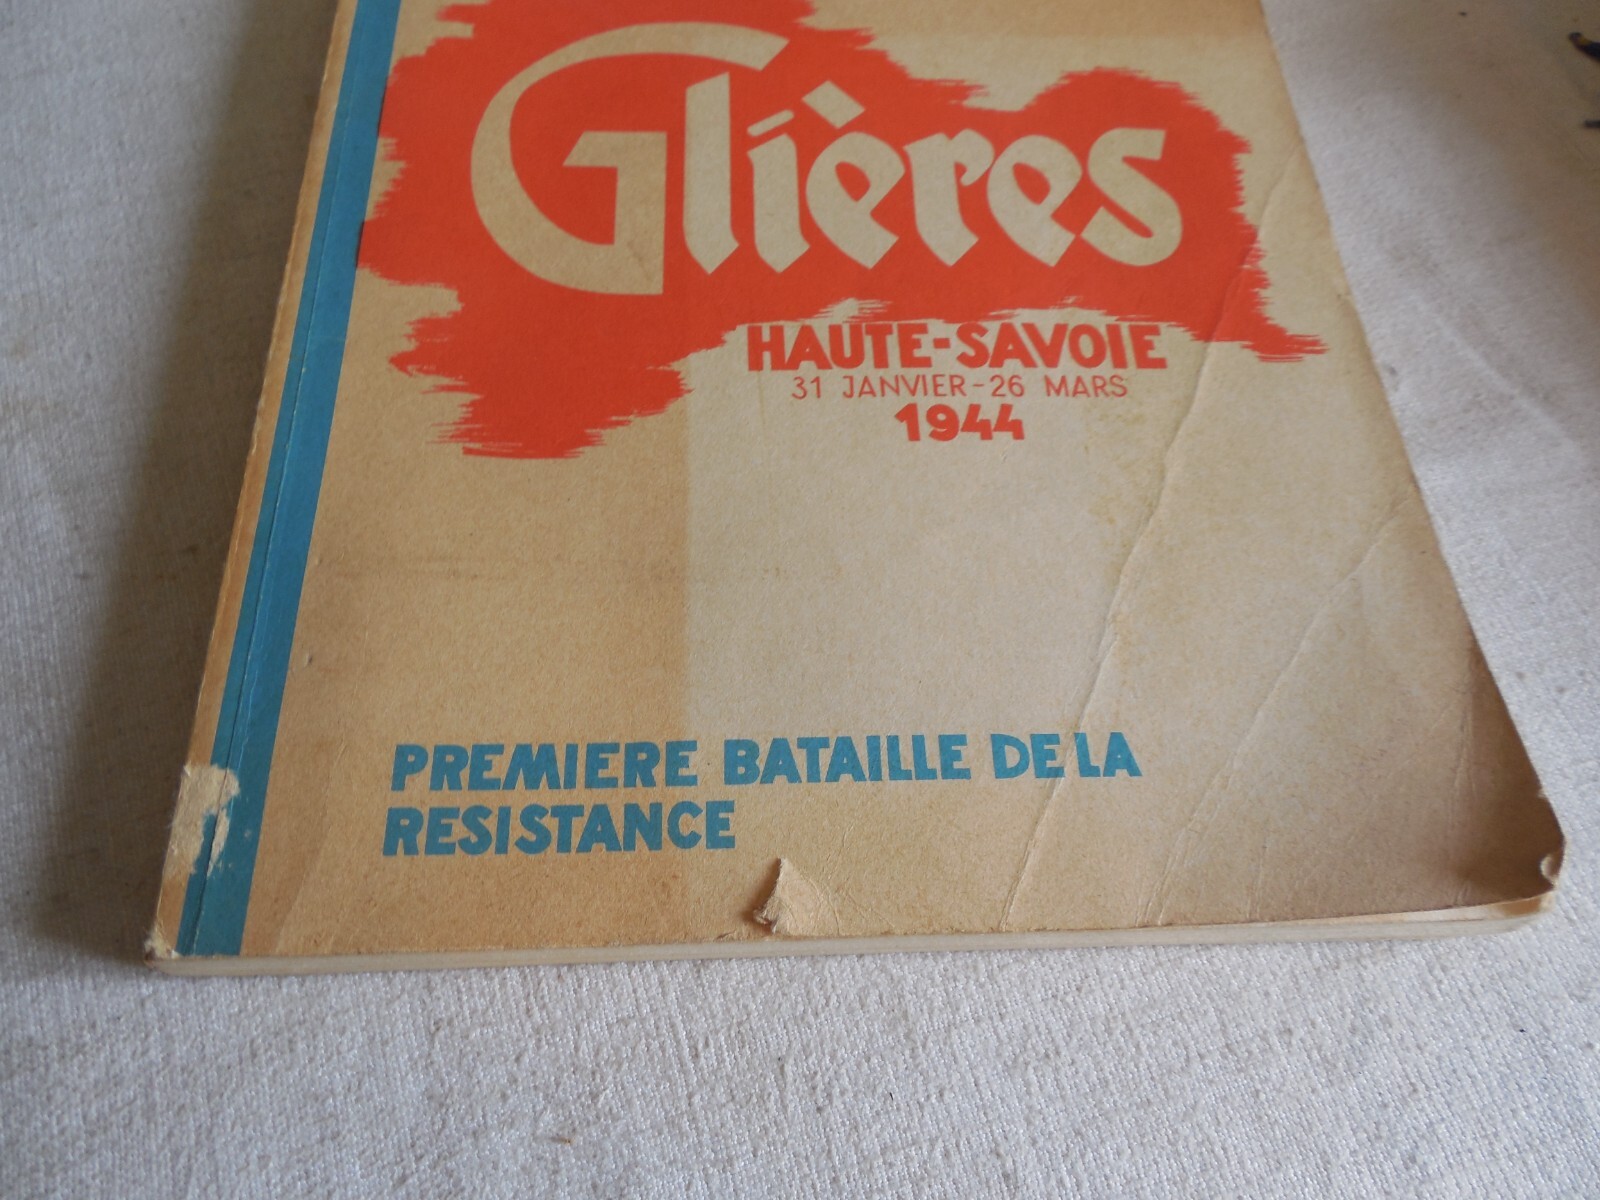 Glières
HAUTE-SAVOIE
31 JANVIER-26 MARS
1944
PREMIERE BATAILLE DE LA
RESISTANCE